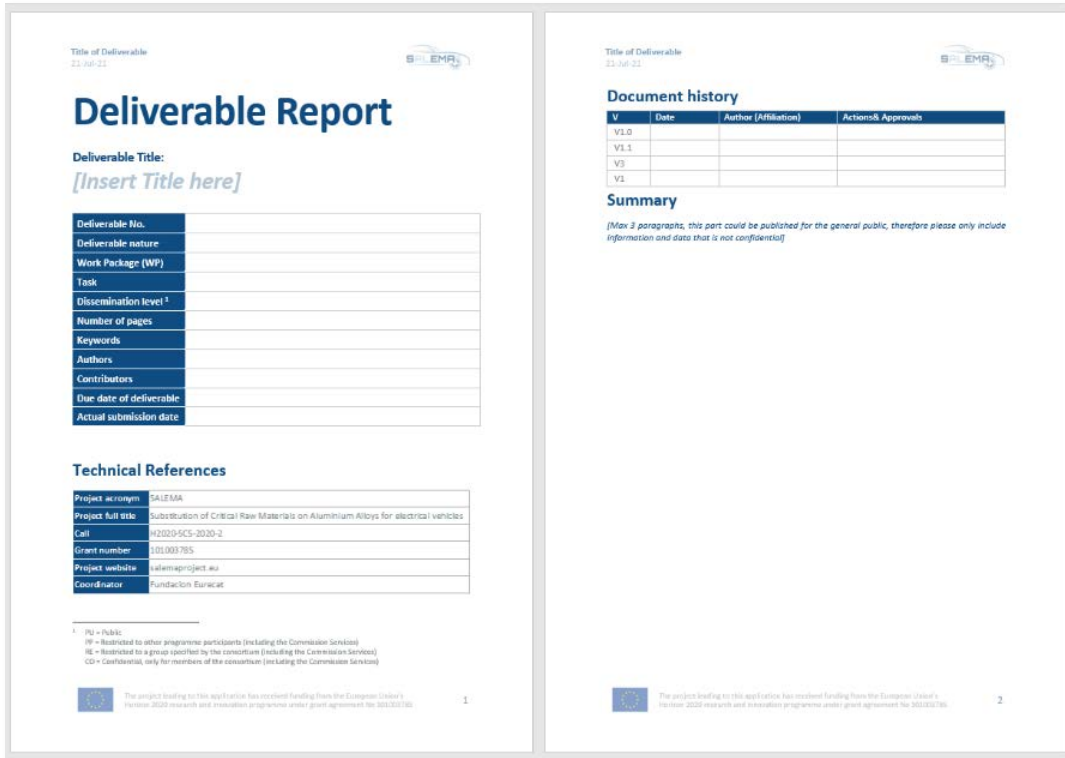 Title of Deliverable
21-Jul-21
SALEMA
Deliverable Report
Deliverable Title:
[Insert Title here]
Deliverable No.
Deliverable nature
Work Package (WP)
Task
Dissemination level 1
Number of pages
Keywords
Authors
Contributors
Due date of deliverable
Actual submission date
Technical References
Project acronym SALEMA
Project full title Substitution of Critical Raw Materials on Aluminium Alloys for electrical vehicles
Call H2020-SC5-2020-2
Grant number 101003785
Project website salemaproject.eu
Coordinator Fundacion Eurecat
1 PU = Public
PP = Restricted to other programme participants (including the Commission Services)
RE = Restricted to a group specified by the consortium (including the Commission Services)
CO = Confidential, only for members of the consortium (including the Commission Services)
The project leading to this application has received funding from the European Union's
Horizon 2020 research and innovation programme under grant agreement No 101003785
1
Title of Deliverable
21-Jul-21
SALEMA
Document history
V Date Author (Affiliation) Actions& Approvals
V1.0
V1.1
V3
V1
Summary
[Max 3 paragraphs, this part could be published for the general public, therefore please only include
information and data that is not confidential]
The project leading to this application has received funding from the European Union's
Horizon 2020 research and innovation programme under grant agreement No 101003785
2